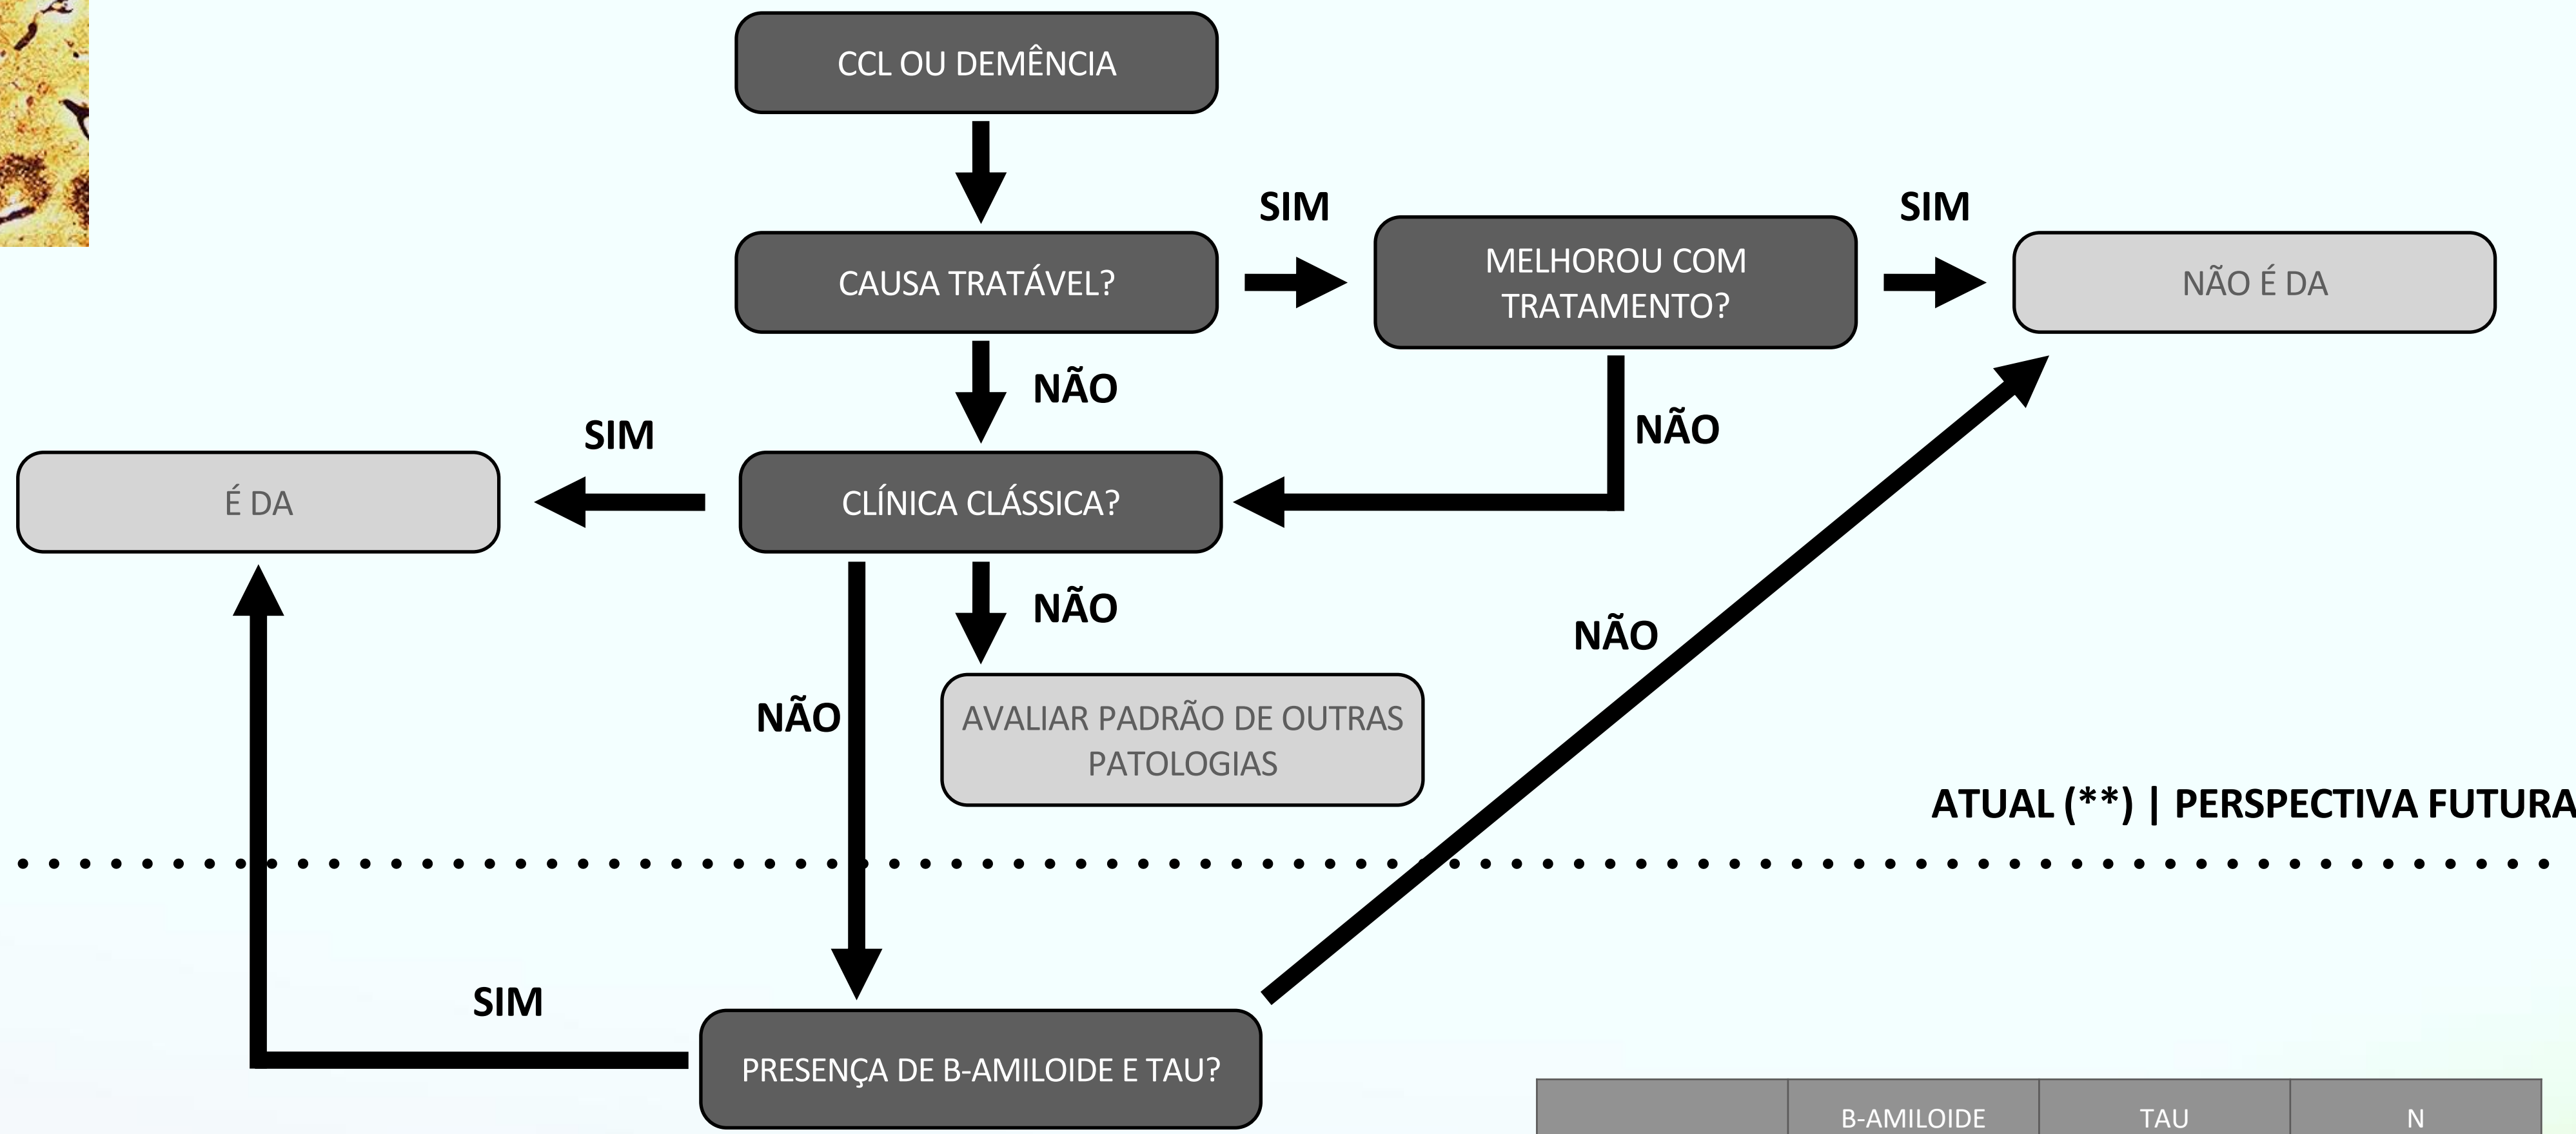 CCL OU DEMÊNCIA
SIM
SIM
CAUSA TRATÁVEL?
MELHOROU COM
TRATAMENTO?
NÃO É DA
NÃO
SIM
NÃO
É DA
CLÍNICA CLÁSSICA?
NÃO
NÃO
NÃO
AVALIAR PADRÃO DE OUTRAS
PATOLOGIAS
ATUAL (**) | PERSPECTIVA FUTURA
SIM
PRESENÇA DE B-AMILOIDE E TAU?
B-AMILOIDE TAU N